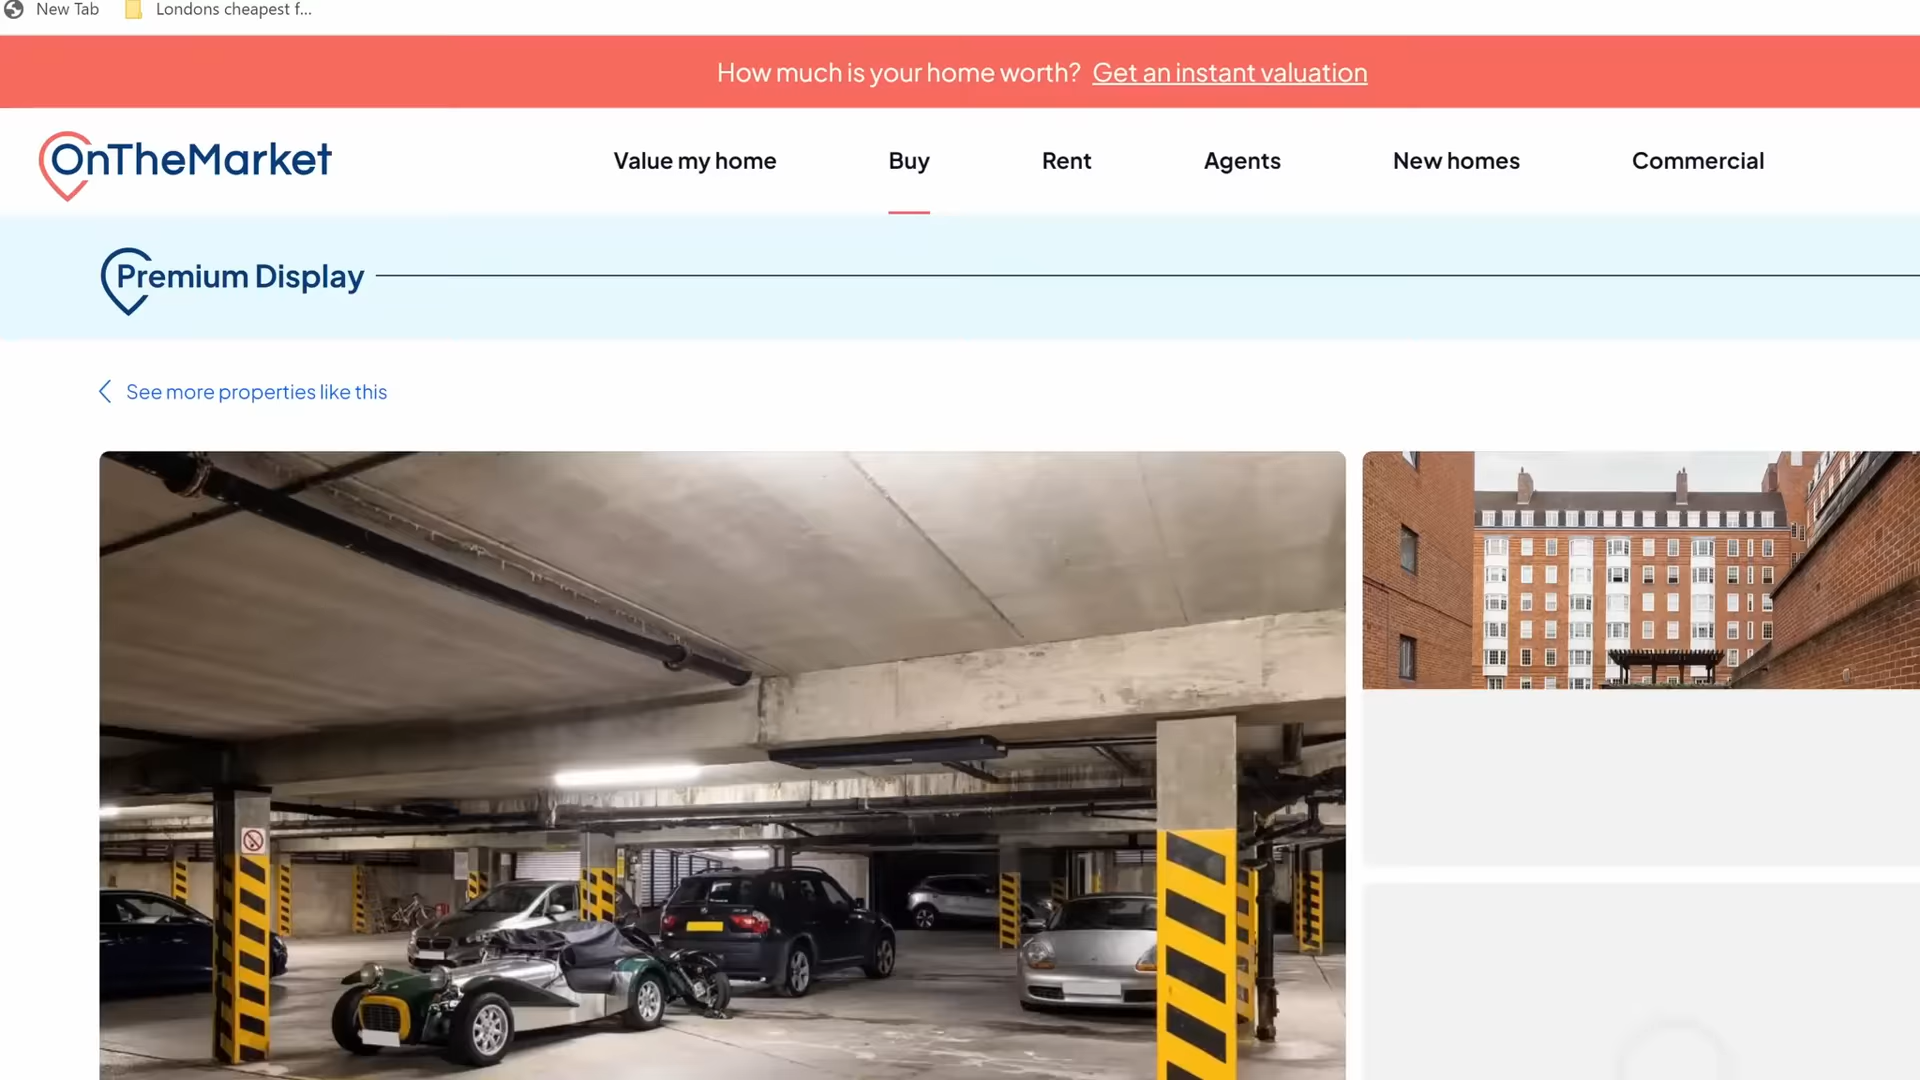 New Tab
Londons cheapest f...
How much is your home worth? Get an instant valuation
OnTheMarket
Value my home
Buy
Rent
Agents
New homes
Commercial
Premium Display
See more properties like this